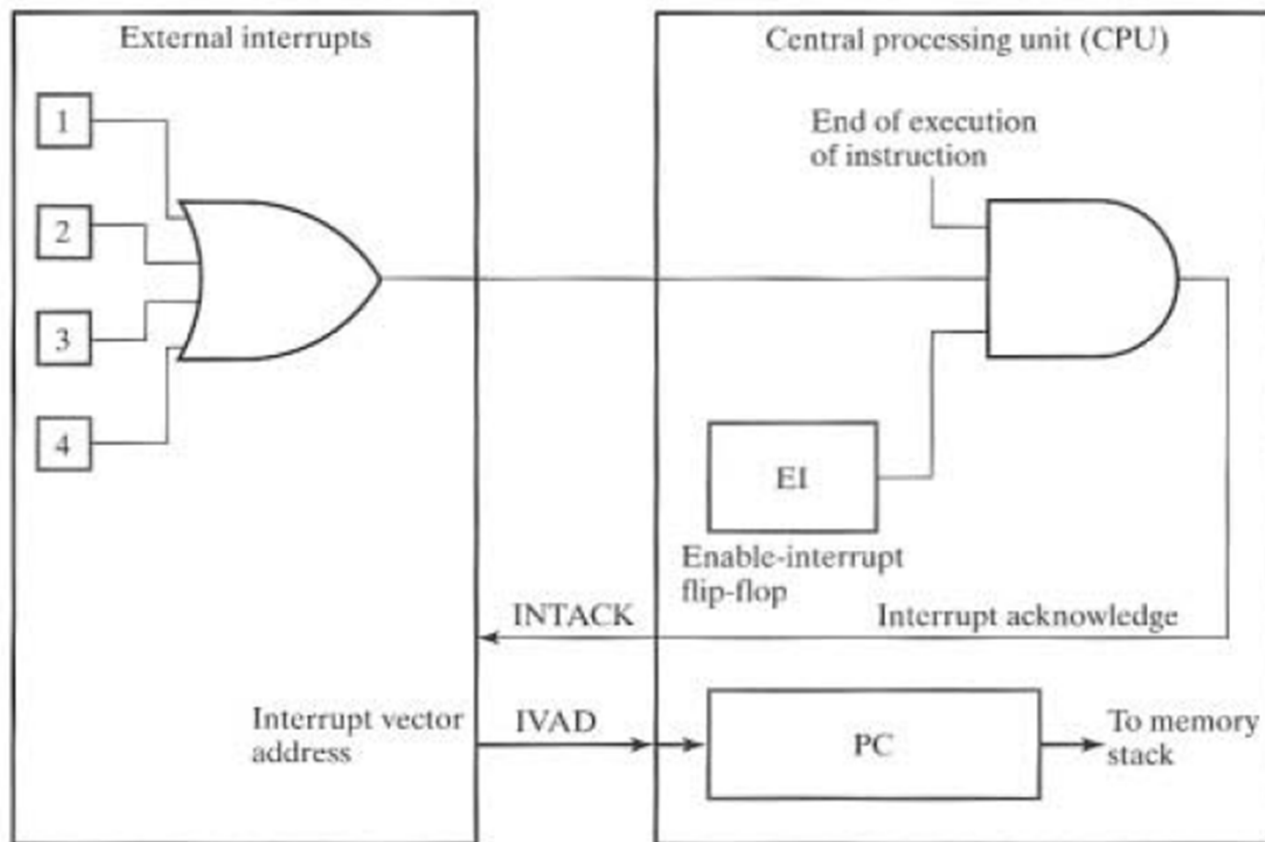 External interrupts
1
2
3
4
Interrupt vector
address
INTACK
IVAD
Central processing unit (CPU)
End of execution
of instruction
EI
Enable-interrupt
flip-flop
Interrupt acknowledge
PC
To memory
stack